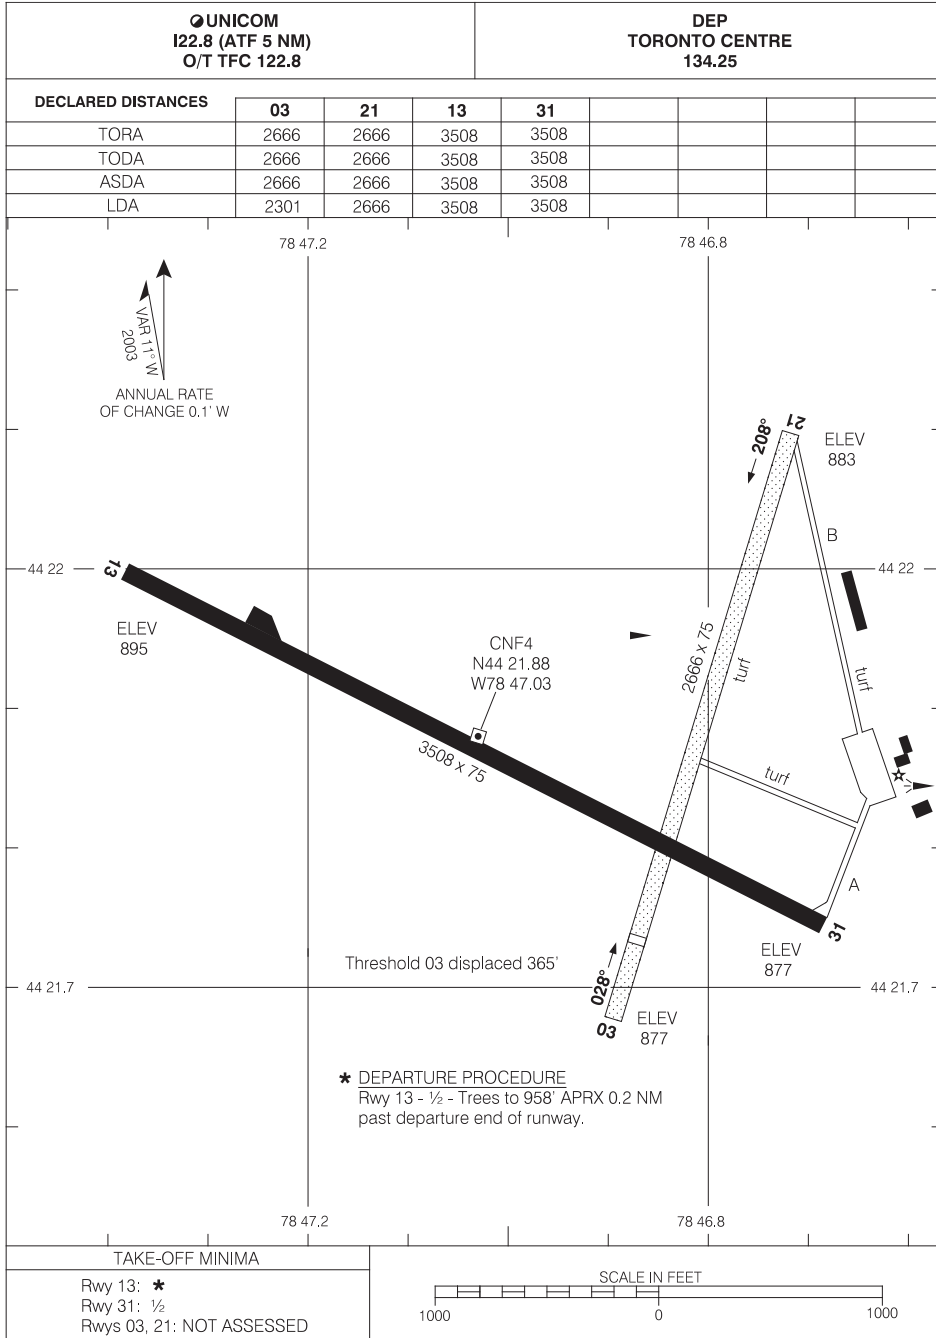 UNICOM
I22.8 (ATF 5 NM)
O/T TFC 122.8
DEP
TORONTO CENTRE
134.25
DECLARED DISTANCES 03 21 13 31
TORA 2666 2666 3508 3508
TODA 2666 2666 3508 3508
ASDA 2666 2666 3508 3508
LDA 2301 2666 3508 3508
78 47.2 78 46.8
VAR 11° W
2003
ANNUAL RATE
OF CHANGE 0.1' W
208°
21
ELEV
883
B
44 22
44 22
13
ELEV
895
CNF4
N44 21.88
W78 47.03
2666 x 75
turf
turf
3508 x 75
turf
A
31
ELEV
877
Threshold 03 displaced 365'
028°
44 21.7
44 21.7
03
ELEV
877
* DEPARTURE PROCEDURE
Rwy 13 - ½ - Trees to 958' APRX 0.2 NM
past departure end of runway.
78 47.2 78 46.8
TAKE-OFF MINIMA
Rwy 13: *
Rwy 31: ½
Rwys 03, 21: NOT ASSESSED
SCALE IN FEET
1000 0 1000